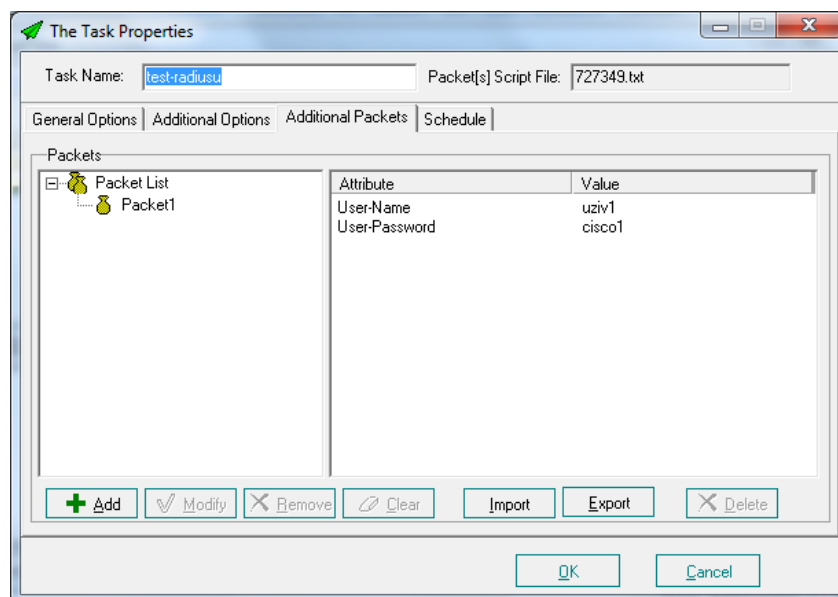 The Task Properties
Task Name: test-radiusu Packet[s] Script File: 727349.txt
General Options Additional Options Additional Packets Schedule
Packets
Packet List
Packet1
Attribute Value
User-Name uziv1
User-Password cisco1
Add Modify Remove Clear Import Export Delete
OK Cancel